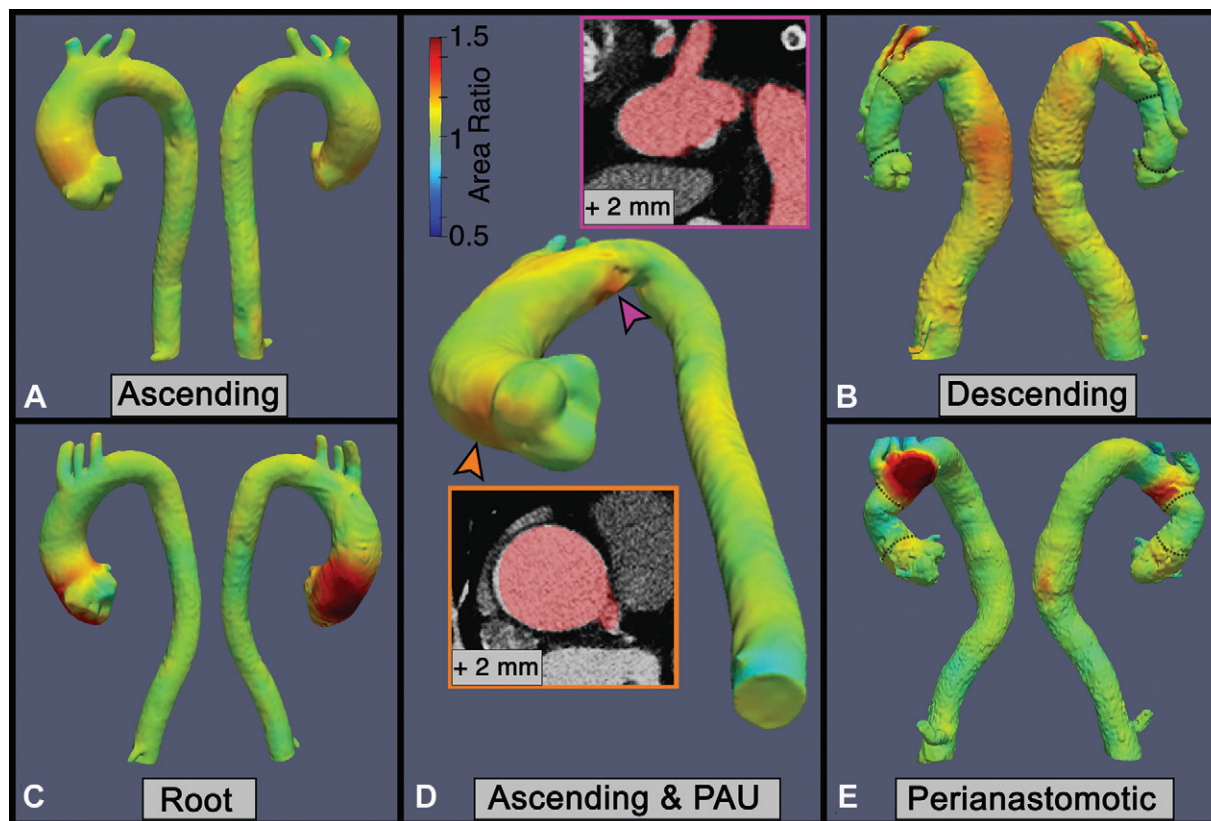 A
Ascending
1.5
1
0.5
Area Ratio
+ 2 mm
+ 2 mm
D
Ascending & PAU
B
Descending
C
Root
E
Perianastomotic